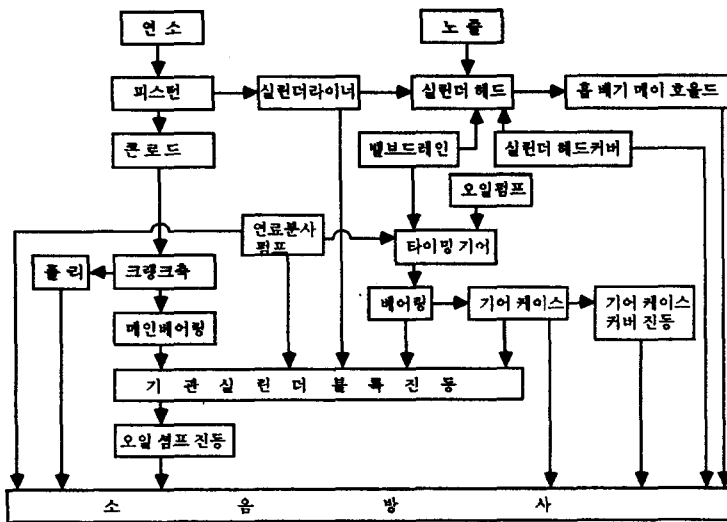 연 소
노 즐
피스턴
실린더라이너
실린더 헤드
흡 배기 메이 호울드
콘로드
밸브드레인
실린더 헤드커버
오일펌프
연료분사
펌프
타이밍 기어
풀 리
크랭크축
베어링
기어 케이스
기어 케이스
커버 진동
메인베어링
기 관 실 린 더 블 록 진 동
오일 섬프 진동
소 음 방 사